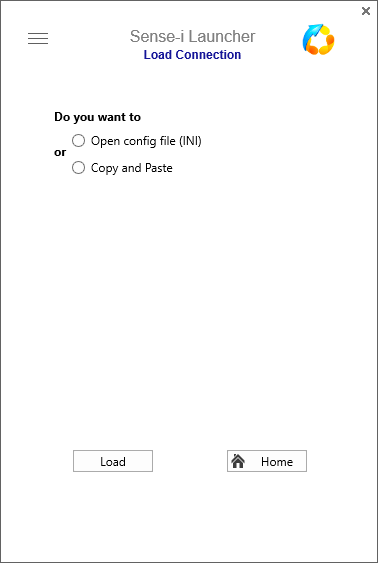 Sense-i Launcher
Load Connection
Do you want to
Open config file (INI)
or
Copy and Paste
Load
Home